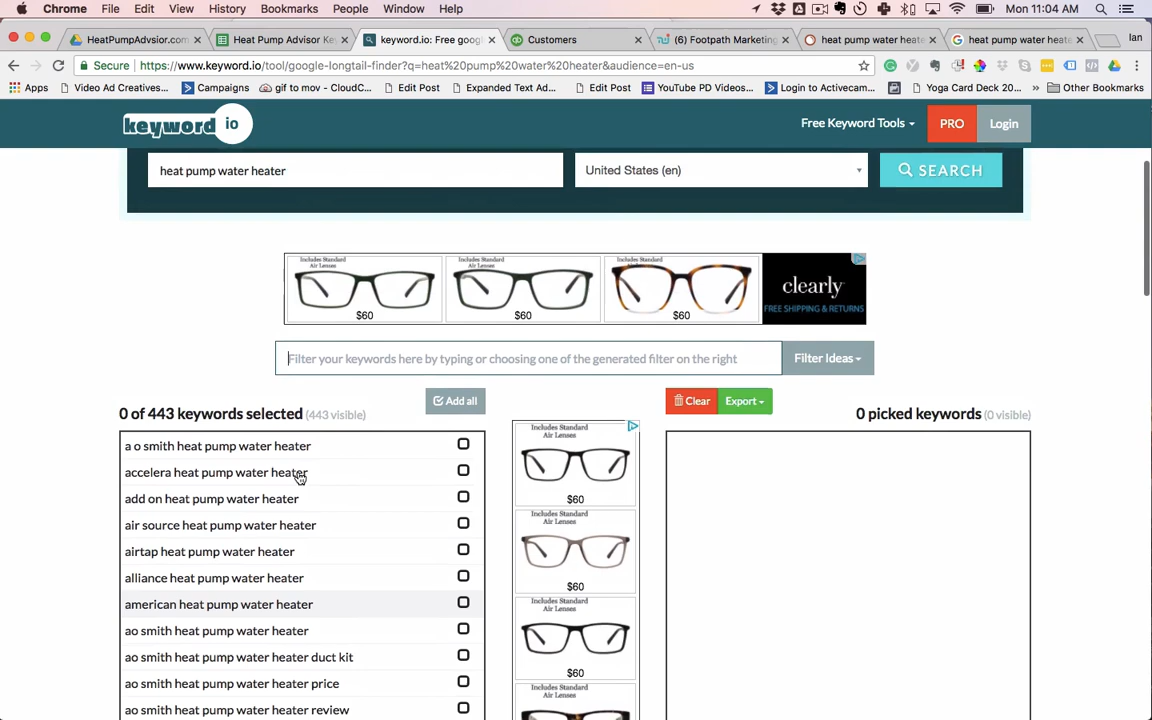 Chrome File Edit View History Bookmarks People Window Help Mon 11:04 AM
HeatPumpAdvsior.com Heat Pump Advisor Ke keyword.io: Free goog Customers (6) Footpath Marketing heat pump water heate heat pump water heate Ian
Secure https://www.keyword.io/tool/google-longtail-finder?q=heat%20pump%20water%20heater&audience=en-us
Apps Video Ad Creatives... Campaigns gif to mov - CloudC... Edit Post Expanded Text Ad... Edit Post YouTube PD Videos... Login to Activecam... Yoga Card Deck 20... » Other Bookmarks
keyword io Free Keyword Tools PRO Login
heat pump water heater United States (en) SEARCH
Includes Standard Air Lenses
Includes Standard Air Lenses
Includes Standard Air Lenses
$60 $60 $60
clearly
FREE SHIPPING & RETURNS
Filter your keywords here by typing or choosing one of the generated filter on the right Filter Ideas
0 of 443 keywords selected (443 visible) Add all Clear Export 0 picked keywords (0 visible)
a o smith heat pump water heater
accelera heat pump water heater
add on heat pump water heater
air source heat pump water heater
airtap heat pump water heater
alliance heat pump water heater
american heat pump water heater
ao smith heat pump water heater
ao smith heat pump water heater duct kit
ao smith heat pump water heater price
ao smith heat pump water heater review
Includes Standard Air Lenses
$60
Includes Standard Air Lenses
$60
Includes Standard Air Lenses
$60
Includes Standard Air Lenses